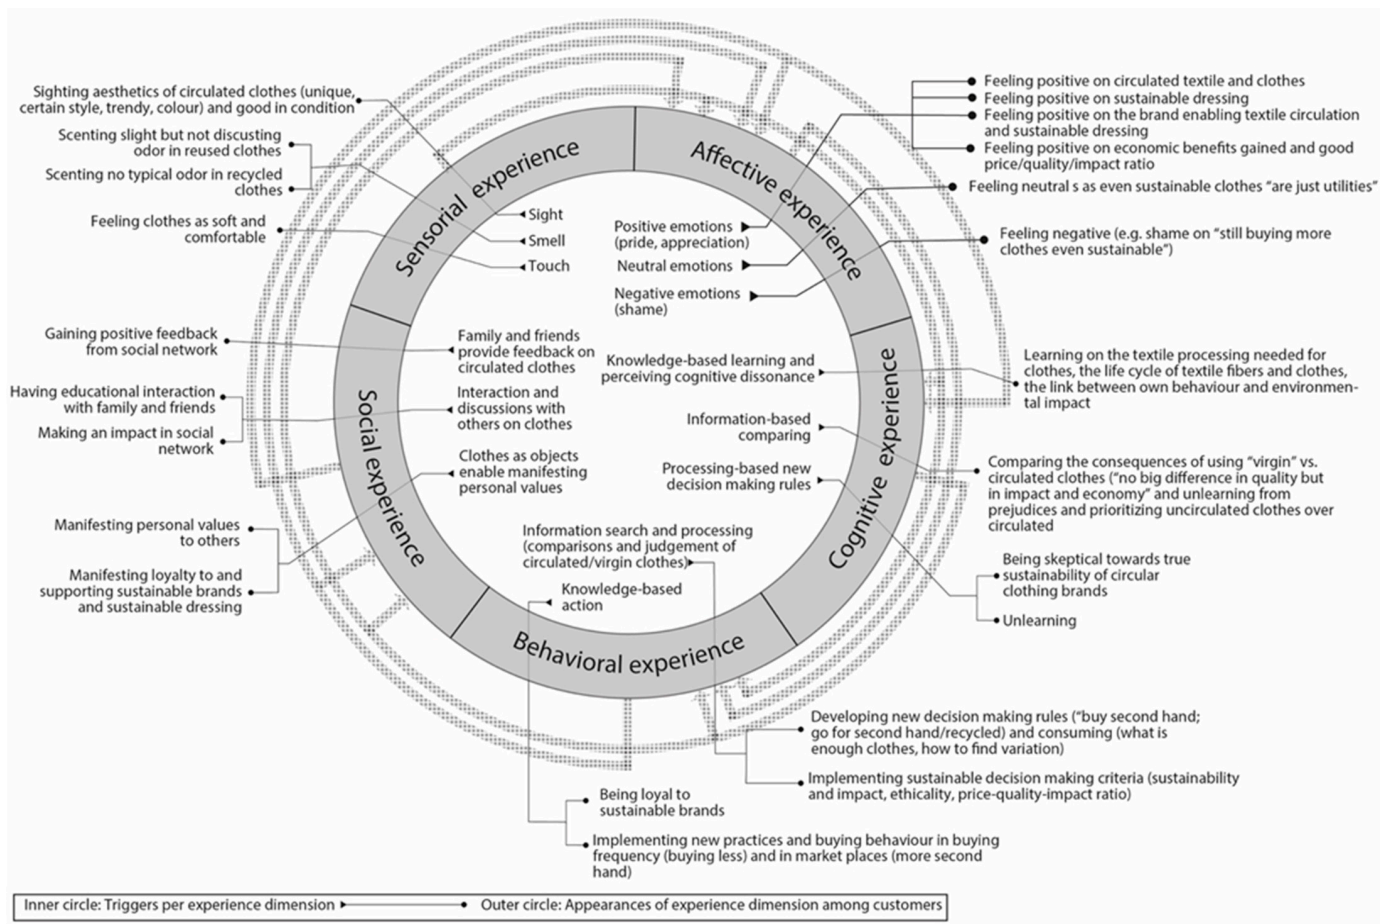 Sighting aesthetics of circulated clothes (unique,
certain style, trendy, colour) and good in condition
Scenting slight but not discusting
odor in reused clothes
Scenting no typical odor in recycled
clothes
Feeling clothes as soft and
comfortable
Gaining positive feedback
from social network
Having educational interaction
with family and friends
Making an impact in social
network
Manifesting personal values
to others
Manifesting loyalty to and
supporting sustainable brands
and sustainable dressing
Sensorial experience
Affective experience
Cognitive experience
Behavioral experience
Social experience
Sight
Smell
Touch
Positive emotions
(pride, appreciation)
Neutral emotions
Negative emotions
(shame)
Family and friends
provide feedback on
circulated clothes
Interaction and
discussions with
others on clothes
Clothes as objects
enable manifesting
personal values
Knowledge-based learning and
perceiving cognitive dissonance
Information-based
comparing
Processing-based new
decision making rules
Information search and processing
(comparisons and judgement of
circulated/virgin clothes)
Knowledge-based
action
Feeling positive on circulated textile and clothes
Feeling positive on sustainable dressing
Feeling positive on the brand enabling textile circulation
and sustainable dressing
Feeling positive on economic benefits gained and good
price/quality/impact ratio
Feeling neutral s as even sustainable clothes “are just utilities”
Feeling negative (e.g. shame on “still buying more
clothes even sustainable”)
Learning on the textile processing needed for
clothes, the life cycle of textile fibers and clothes,
the link between own behaviour and environmen-
tal impact
Comparing the consequences of using “virgin” vs.
circulated clothes (“no big difference in quality but
in impact and economy” and unlearning from
prejudices and prioritizing uncirculated clothes over
circulated
Being skeptical towards true
sustainability of circular
clothing brands
Unlearning
Developing new decision making rules (“buy second hand;
go for second hand/recycled) and consuming (what is
enough clothes, how to find variation)
Implementing sustainable decision making criteria (sustainability
and impact, ethicality, price-quality-impact ratio)
Being loyal to
sustainable brands
Implementing new practices and buying behaviour in buying
frequency (buying less) and in market places (more second
hand)
Inner circle: Triggers per experience dimension
Outer circle: Appearances of experience dimension among customers